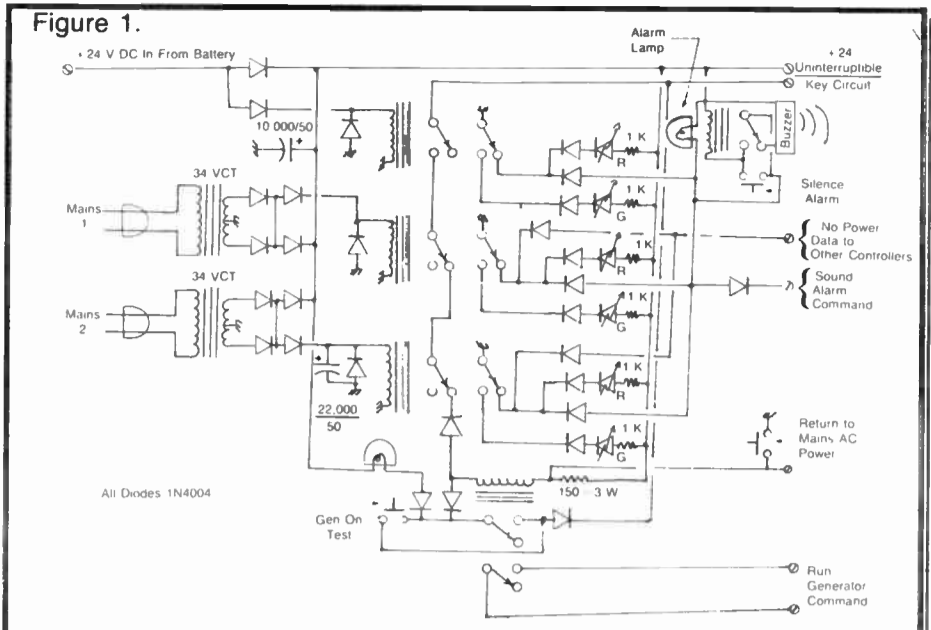 Figure 1.
+ 24 V DC In From Battery
Alarm
Lamp
+ 24
Uninterruptible
Key Circuit
10 000/50
Buzzer
1 K
R
1 K
G
Silence
Alarm
34 VCT
Mains
1
No Power
Data to
Other Controllers
1 K
R
Sound
Alarm
Command
34 VCT
1 K
G
Mains
2
1 K
R
22,000
50
1 K
G
Return to
Mains AC
Power
150 3 W
All Diodes 1N4004
Gen On
Test
Run
Generator
Command